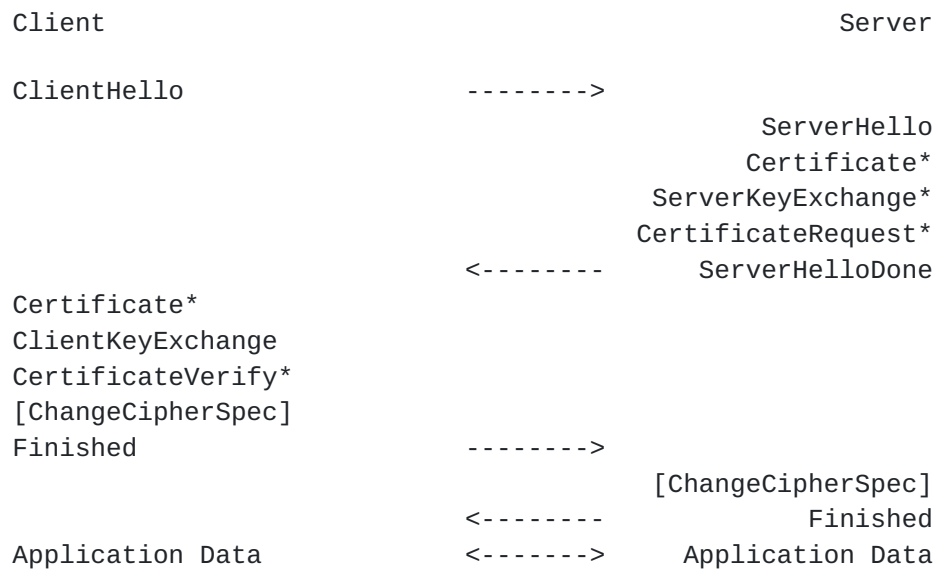 Client                                               Server

ClientHello                  -------->
                                                ServerHello
                                               Certificate*
                                         ServerKeyExchange*
                                        CertificateRequest*
                             <--------      ServerHelloDone
Certificate*
ClientKeyExchange
CertificateVerify*
[ChangeCipherSpec]
Finished                     -------->
                                         [ChangeCipherSpec]
                             <--------             Finished
Application Data             <------->     Application Data